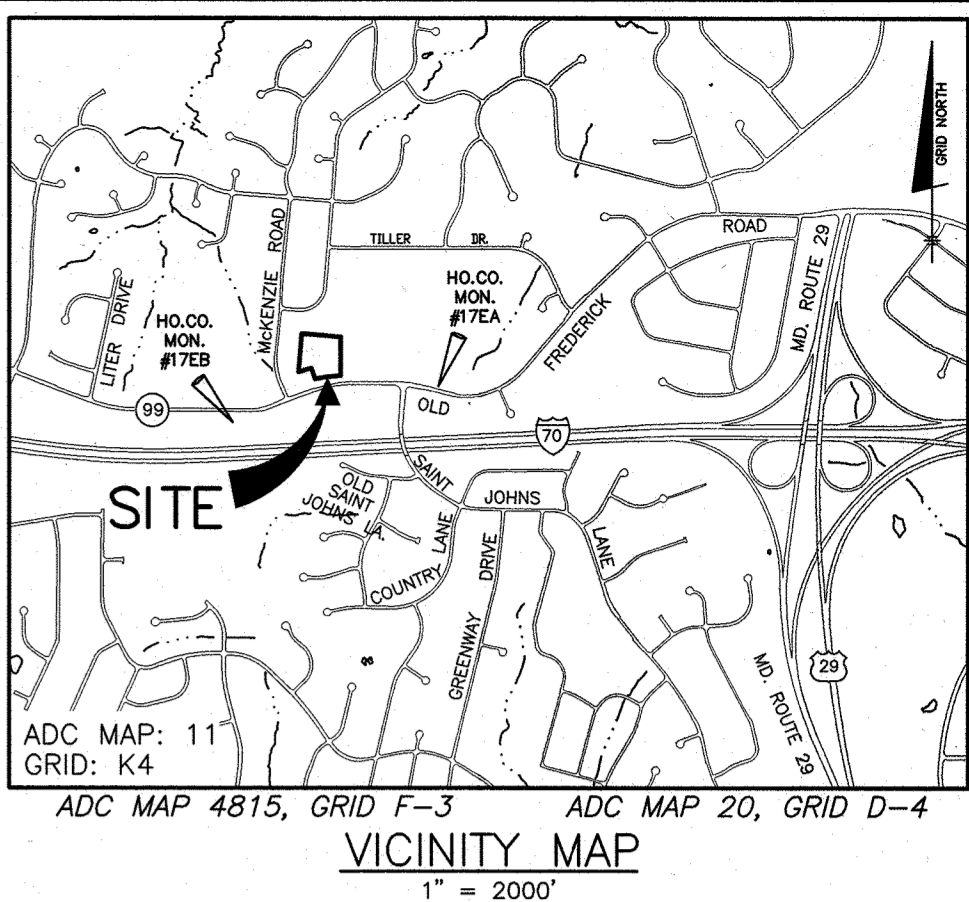 GRID NORTH
ROAD
MD. ROUTE 29
McKENZIE ROAD
TILLER DR.
LITER DRIVE
HO.CO.
MON.
#17EA
HO.CO.
MON.
#17EB
FREDERICK
OLD
99
70
SITE
SAINT
JOHNS
LANE
OLD
SAINT
JOHNS LA.
COUNTRY LANE
GREENWAY DRIVE
29
MD. ROUTE 29
ADC MAP: 11
GRID: K4
ADC MAP 4815, GRID F-3 ADC MAP 20, GRID D-4
VICINITY MAP
1" = 2000'